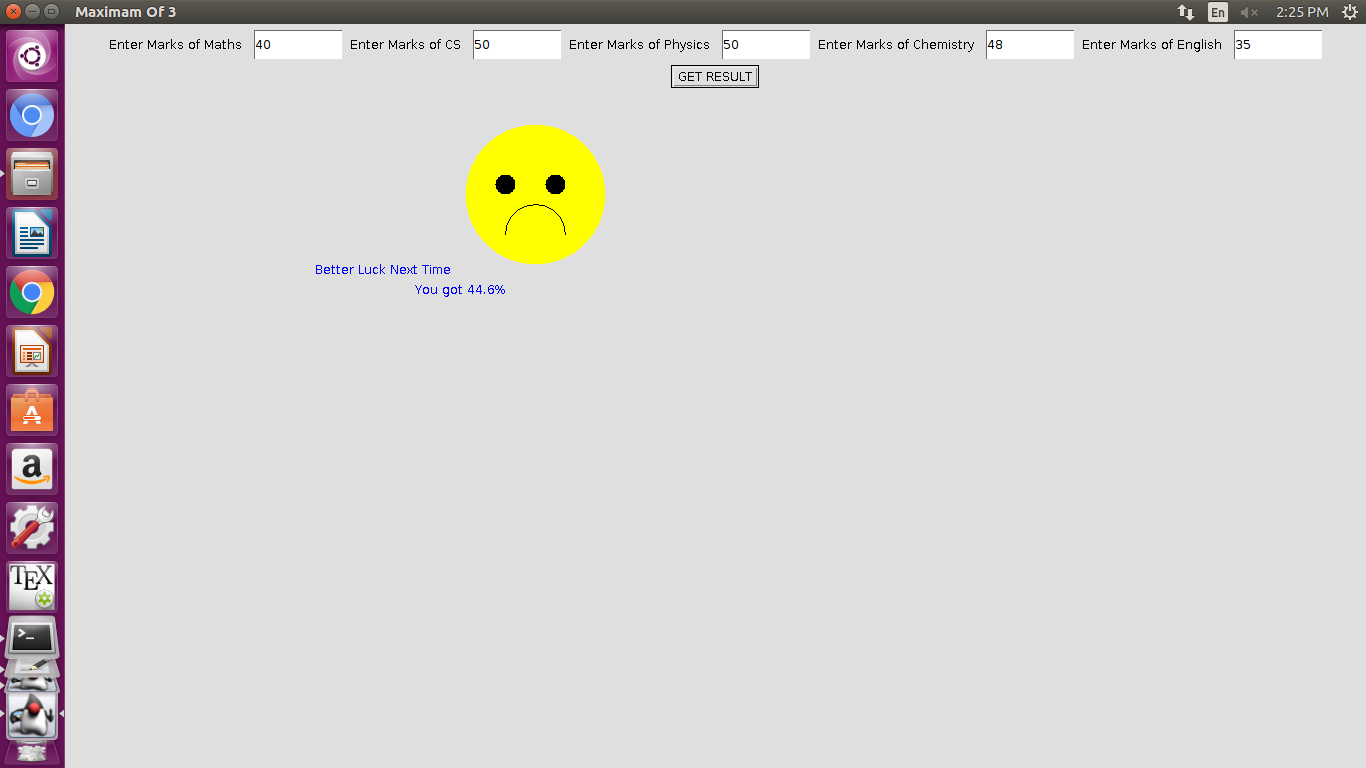 Maximam Of 3
En
2:25 PM
Enter Marks of Maths 40 Enter Marks of CS 50 Enter Marks of Physics 50 Enter Marks of Chemistry 48 Enter Marks of English 35
GET RESULT
Better Luck Next Time
You got 44.6%
A
a
TEX
>_